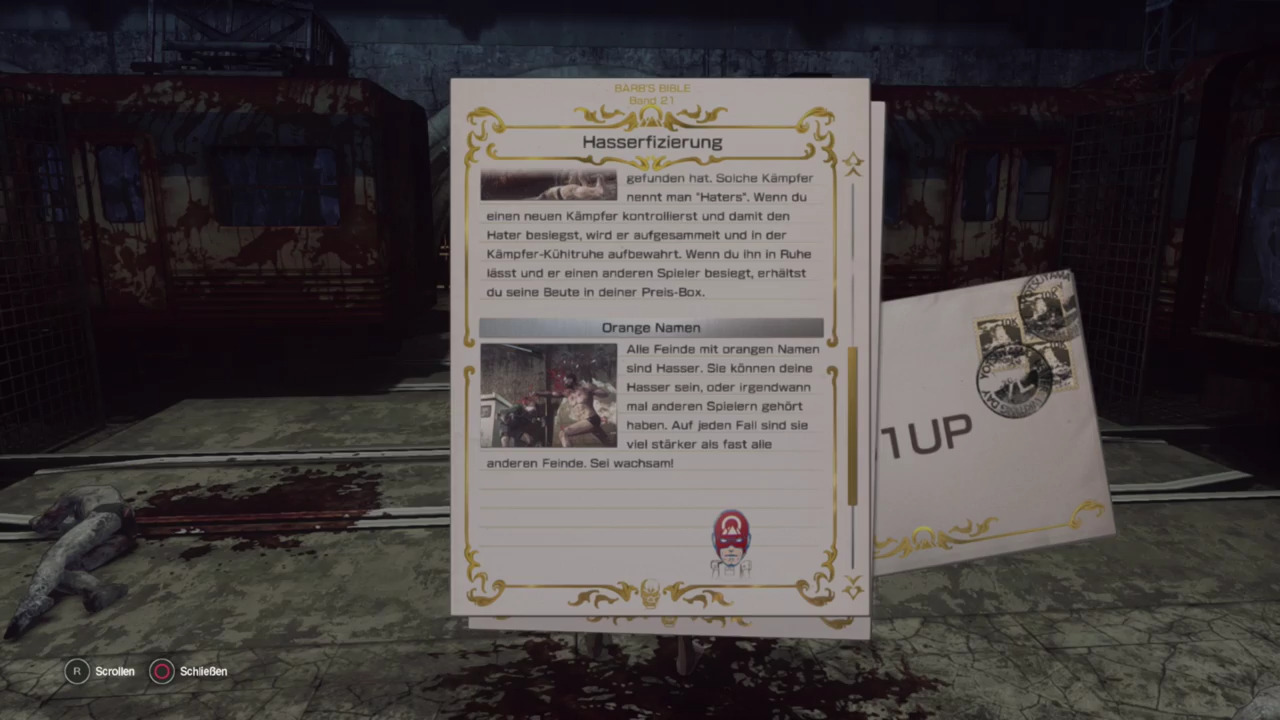 BARB'S BIBLE
Band 21
Hasserfizierung
gefunden hat. Solche Kämpfer
nennt man "Haters". Wenn du
einen neuen Kämpfer kontrollierst und damit den
Hater besiegst, wird er aufgesammelt und in der
Kämpfer-Kühltruhe aufbewahrt. Wenn du ihn in Ruhe
lässt und er einen anderen Spieler besiegt, erhältst
du seine Beute in deiner Preis-Box.
Orange Namen
Alle Feinde mit orangen Namen
sind Hasser. Sie können deine
Hasser sein, oder irgendwann
mal anderen Spielern gehört
haben. Auf jeden Fall sind sie
viel stärker als fast alle
anderen Feinde. Sei wachsam!
1UP
R Scrollen
Schließen